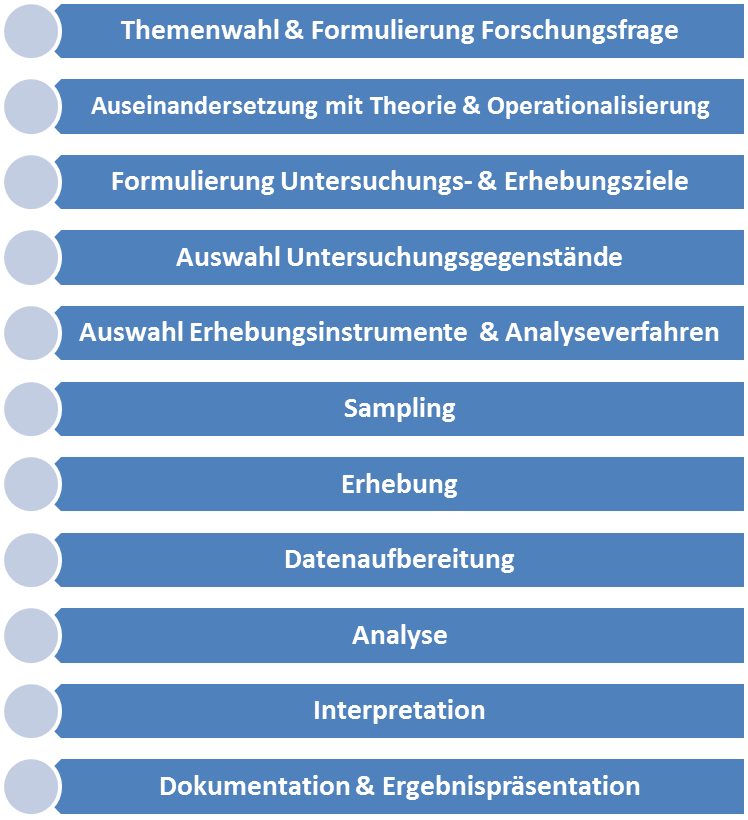 Themenwahl & Formulierung Forschungsfrage
Auseinandersetzung mit Theorie & Operationalisierung
Formulierung Untersuchungs- & Erhebungsziele
Auswahl Untersuchungsgegenstände
Auswahl Erhebungsinstrumente & Analyseverfahren
Sampling
Erhebung
Datenaufbereitung
Analyse
Interpretation
Dokumentation & Ergebnispräsentation